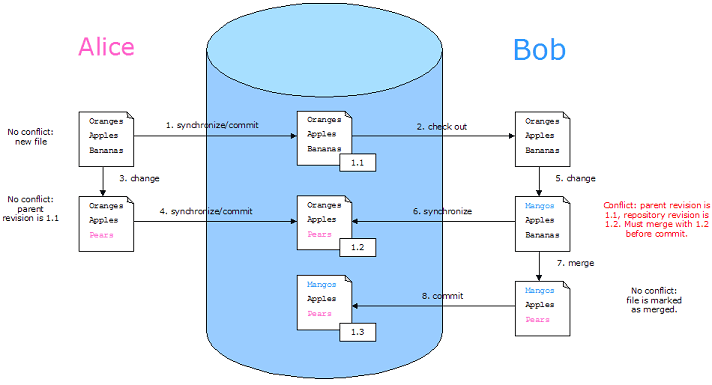 Alice
Bob
No conflict:
new file
Oranges
Apples
Bananas
1. synchronize/commit
Oranges
Apples
Bananas
1.1
2. check out
Oranges
Apples
Bananas
3. change
5. change
No conflict:
parent
revision is 1.1
Oranges
Apples
Pears
4. synchronize/commit
Oranges
Apples
Pears
1.2
6. synchronize
Mangos
Apples
Bananas
Conflict: parent revision is
1.1, repository revision is
1.2. Must merge with 1.2
before commit.
7. merge
Mangos
Apples
Pears
1.3
8. commit
Mangos
Apples
Pears
No conflict:
file is marked
as merged.